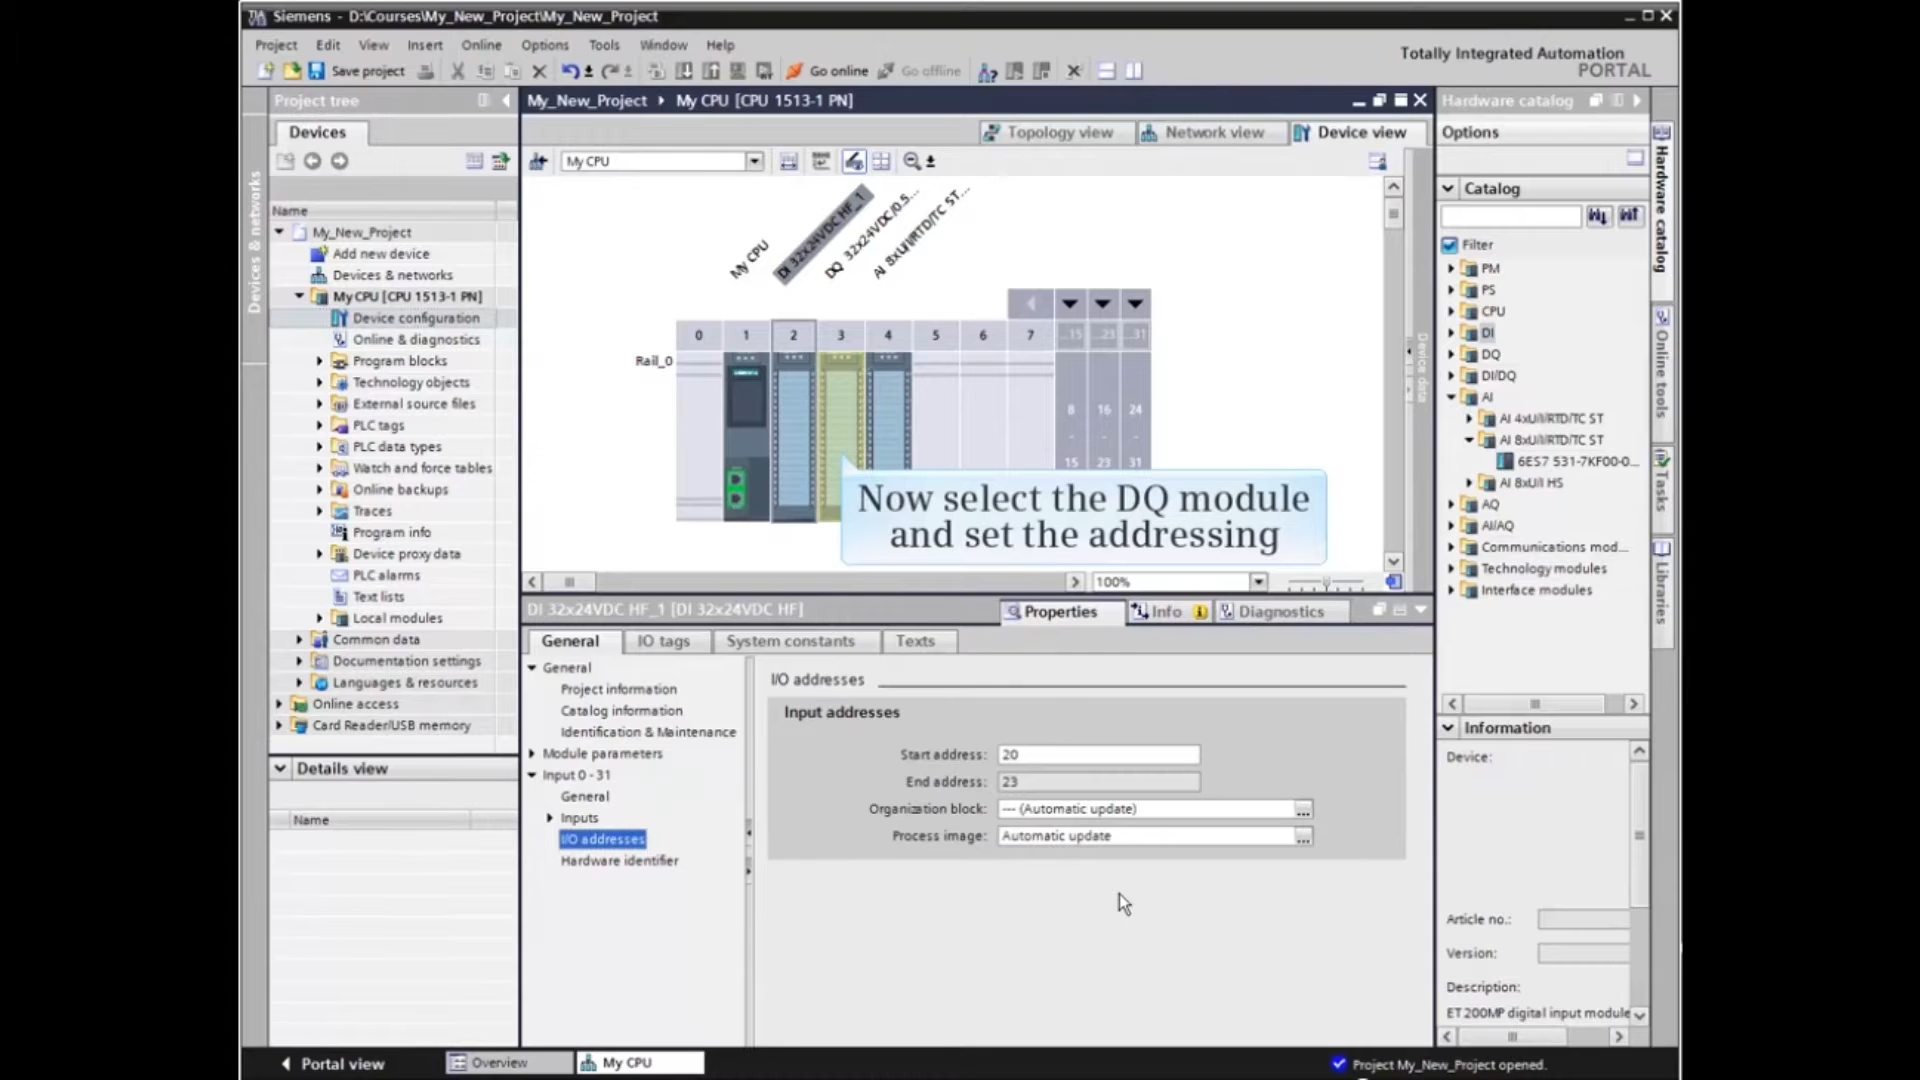 Siemens - D:\Courses\My_New_Project\My_New_Project
Project Edit View Insert Online Options Tools Window Help
Totally Integrated Automation
PORTAL
Save project Go online Go offline
Project tree
Devices
Devices & networks
Name
My_New_Project
Add new device
Devices & networks
My CPU [CPU 1513-1 PN]
Device configuration
Online & diagnostics
Program blocks
Technology objects
External source files
PLC tags
PLC data types
Watch and force tables
Online backups
Traces
Program info
Device proxy data
PLC alarms
Text lists
Local modules
Common data
Documentation settings
Languages & resources
Online access
Card Reader/USB memory
Details view
Name
My_New_Project My CPU [CPU 1513-1 PN]
Topology view Network view Device view
My CPU
My CPU
DI 32x24VDC HF_1
DQ 32x24VDC/0.5...
AI 8xU/I/RTD/TC ST...
0 1 2 3 4 5 6 7 ...15 ...23 ...31
Rail_0
8 16 24
- - -
15 23 31
Now select the DQ module
and set the addressing
100%
Device data
DI 32x24VDC HF_1 [DI 32x24VDC HF]
Properties Info Diagnostics
General IO tags System constants Texts
General
Project information
Catalog information
Identification & Maintenance
Module parameters
Input 0 - 31
General
Inputs
I/O addresses
Hardware identifier
I/O addresses
Input addresses
Start address: 20
End address: 23
Organization block: --- (Automatic update) ...
Process image: Automatic update ...
Hardware catalog
Options
Catalog
Filter
PM
PS
CPU
DI
DQ
DI/DQ
AI
AI 4xU/I/RTD/TC ST
AI 8xU/I/RTD/TC ST
6ES7 531-7KF00-0...
AI 8xU/I HS
AQ
AI/AQ
Communications mod...
Technology modules
Interface modules
Information
Device:
Article no.:
Version:
Description:
ET 200MP digital input module
Hardware catalog
Online tools
Tasks
Libraries
Portal view Overview My CPU
Project My_New_Project opened.